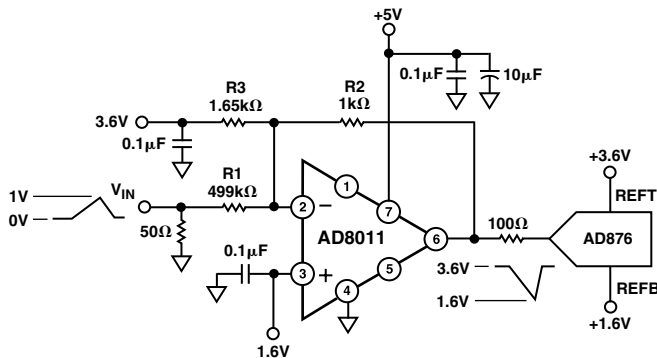 +5V
R3
1.65kΩ
R2
1kΩ
0.1µF
10µF
3.6V
0.1µF
+3.6V
1V
0V
VIN
R1
499kΩ
REFT
2
−
1
7
50Ω
AD8011
6
100Ω
AD876
0.1µF
3
+
5
4
3.6V
1.6V
REFB
+1.6V
1.6V